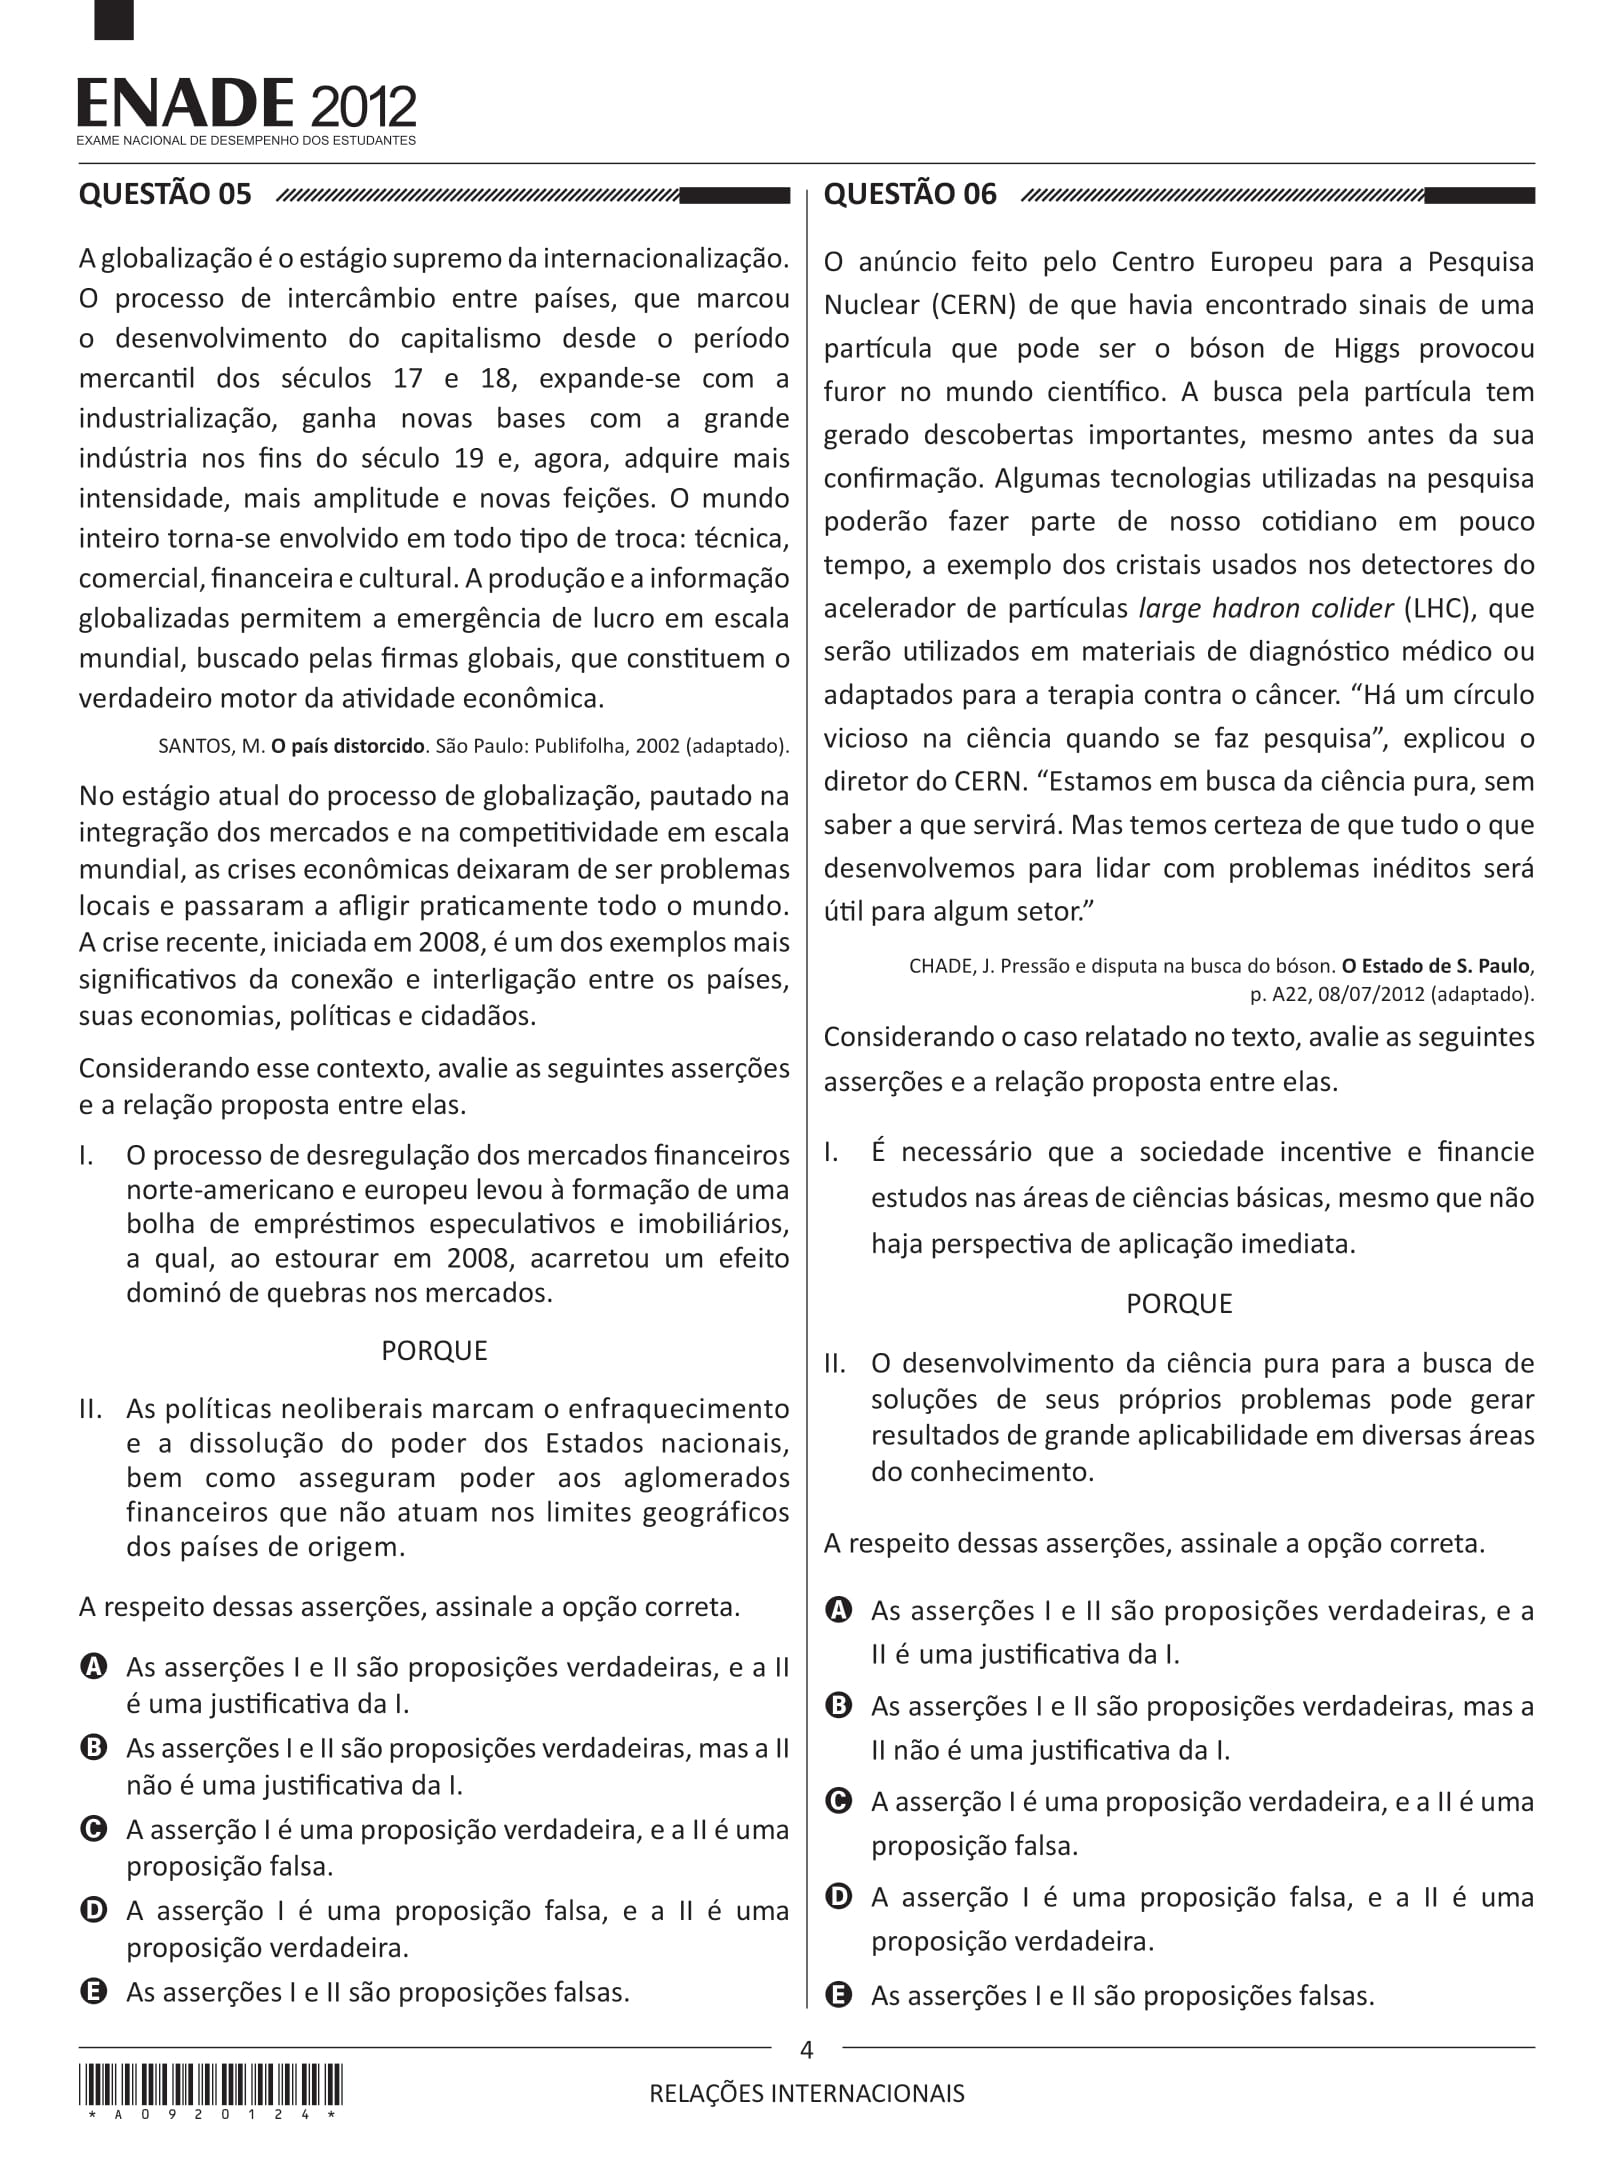 ENADE 2012
EXAME NACIONAL DE DESEMPENHO DOS ESTUDANTES
QUESTÃO 05
A globalização é o estágio supremo da internacionalização.
O processo de intercâmbio entre países, que marcou
o desenvolvimento do capitalismo desde o período
mercantil dos séculos 17 e 18, expande-se com a
industrialização, ganha novas bases com a grande
indústria nos fins do século 19 e, agora, adquire mais
intensidade, mais amplitude e novas feições. O mundo
inteiro torna-se envolvido em todo tipo de troca: técnica,
comercial, financeira e cultural. A produção e a informação
globalizadas permitem a emergência de lucro em escala
mundial, buscado pelas firmas globais, que constituem o
verdadeiro motor da atividade econômica.
SANTOS, M. O país distorcido. São Paulo: Publifolha, 2002 (adaptado).
No estágio atual do processo de globalização, pautado na
integração dos mercados e na competitividade em escala
mundial, as crises econômicas deixaram de ser problemas
locais e passaram a afligir praticamente todo o mundo.
A crise recente, iniciada em 2008, é um dos exemplos mais
significativos da conexão e interligação entre os países,
suas economias, políticas e cidadãos.
Considerando esse contexto, avalie as seguintes asserções
e a relação proposta entre elas.
I. O processo de desregulação dos mercados financeiros
norte-americano e europeu levou à formação de uma
bolha de empréstimos especulativos e imobiliários,
a qual, ao estourar em 2008, acarretou um efeito
dominó de quebras nos mercados.
PORQUE
II. As políticas neoliberais marcam o enfraquecimento
e a dissolução do poder dos Estados nacionais,
bem como asseguram poder aos aglomerados
financeiros que não atuam nos limites geográficos
dos países de origem.
A respeito dessas asserções, assinale a opção correta.
A As asserções I e II são proposições verdadeiras, e a II
é uma justificativa da I.
B As asserções I e II são proposições verdadeiras, mas a II
não é uma justificativa da I.
C A asserção I é uma proposição verdadeira, e a II é uma
proposição falsa.
D A asserção I é uma proposição falsa, e a II é uma
proposição verdadeira.
E As asserções I e II são proposições falsas.
QUESTÃO 06
O anúncio feito pelo Centro Europeu para a Pesquisa
Nuclear (CERN) de que havia encontrado sinais de uma
partícula que pode ser o bóson de Higgs provocou
furor no mundo científico. A busca pela partícula tem
gerado descobertas importantes, mesmo antes da sua
confirmação. Algumas tecnologias utilizadas na pesquisa
poderão fazer parte de nosso cotidiano em pouco
tempo, a exemplo dos cristais usados nos detectores do
acelerador de partículas large hadron colider (LHC), que
serão utilizados em materiais de diagnóstico médico ou
adaptados para a terapia contra o câncer. “Há um círculo
vicioso na ciência quando se faz pesquisa”, explicou o
diretor do CERN. “Estamos em busca da ciência pura, sem
saber a que servirá. Mas temos certeza de que tudo o que
desenvolvemos para lidar com problemas inéditos será
útil para algum setor.”
CHADE, J. Pressão e disputa na busca do bóson. O Estado de S. Paulo,
p. A22, 08/07/2012 (adaptado).
Considerando o caso relatado no texto, avalie as seguintes
asserções e a relação proposta entre elas.
I. É necessário que a sociedade incentive e financie
estudos nas áreas de ciências básicas, mesmo que não
haja perspectiva de aplicação imediata.
PORQUE
II. O desenvolvimento da ciência pura para a busca de
soluções de seus próprios problemas pode gerar
resultados de grande aplicabilidade em diversas áreas
do conhecimento.
A respeito dessas asserções, assinale a opção correta.
A As asserções I e II são proposições verdadeiras, e a
II é uma justificativa da I.
B As asserções I e II são proposições verdadeiras, mas a
II não é uma justificativa da I.
C A asserção I é uma proposição verdadeira, e a II é uma
proposição falsa.
D A asserção I é uma proposição falsa, e a II é uma
proposição verdadeira.
E As asserções I e II são proposições falsas.
4
RELAÇÕES INTERNACIONAIS
* A 0 9 2 0 1 2 4 *